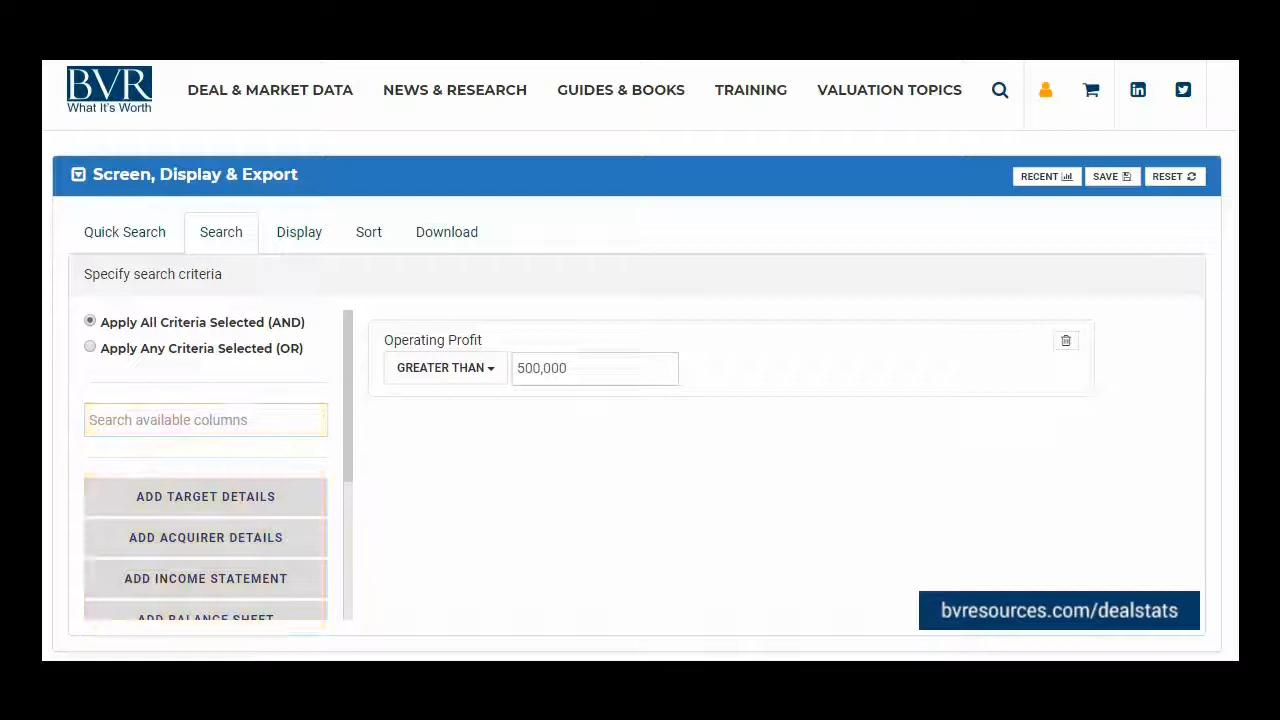 BVR
What It's Worth
DEAL & MARKET DATA NEWS & RESEARCH GUIDES & BOOKS TRAINING VALUATION TOPICS
Screen, Display & Export
RECENT SAVE RESET
Quick Search Search Display Sort Download
Specify search criteria
Apply All Criteria Selected (AND)
Apply Any Criteria Selected (OR)
Operating Profit
GREATER THAN 500,000
Search available columns
ADD TARGET DETAILS
ADD ACQUIRER DETAILS
ADD INCOME STATEMENT
ADD BALANCE SHEET
bvresources.com/dealstats